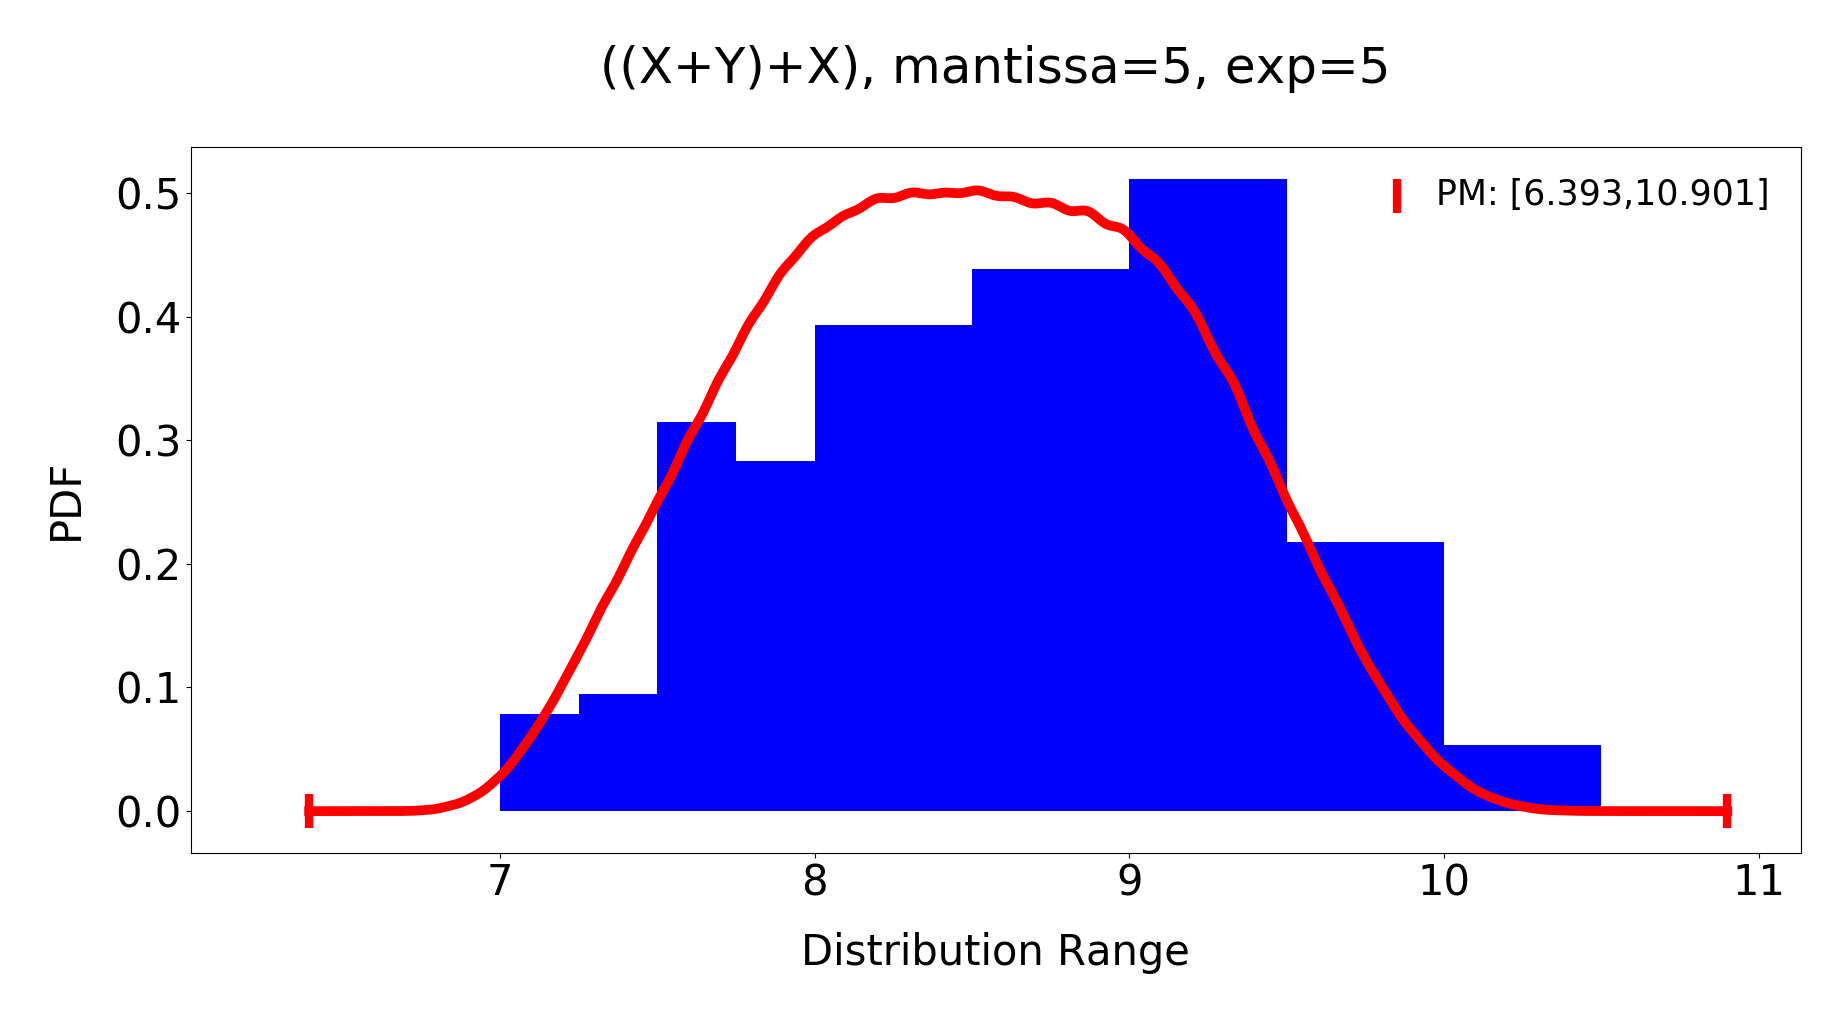 ((X+Y)+X), mantissa=5, exp=5
PM: [6.393,10.901]
0.5
0.4
0.3
0.2
0.1
0.0
PDF
7 8 9 10 11
Distribution Range